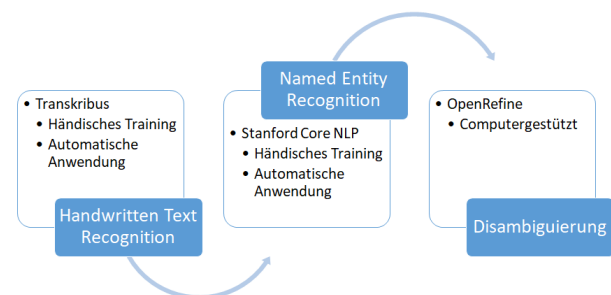 • Transkribus
• Händisches Training
• Automatische
Anwendung
Handwritten Text
Recognition
Named Entity
Recognition
• Stanford Core NLP
• Händisches Training
• Automatische
Anwendung
• OpenRefine
• Computergestützt
Disambiguierung